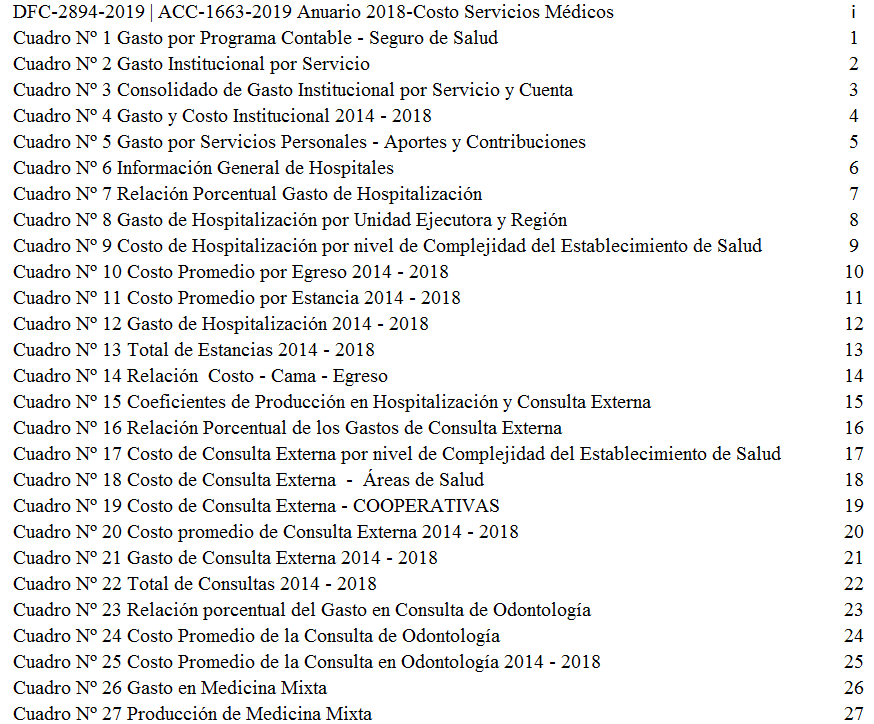 DFC-2894-2019 | ACC-1663-2019 Anuario 2018-Costo Servicios Médicos i
Cuadro Nº 1 Gasto por Programa Contable - Seguro de Salud 1
Cuadro Nº 2 Gasto Institucional por Servicio 2
Cuadro Nº 3 Consolidado de Gasto Institucional por Servicio y Cuenta 3
Cuadro Nº 4 Gasto y Costo Institucional 2014 - 2018 4
Cuadro Nº 5 Gasto por Servicios Personales - Aportes y Contribuciones 5
Cuadro Nº 6 Información General de Hospitales 6
Cuadro Nº 7 Relación Porcentual Gasto de Hospitalización 7
Cuadro Nº 8 Gasto de Hospitalización por Unidad Ejecutora y Región 8
Cuadro Nº 9 Costo de Hospitalización por nivel de Complejidad del Establecimiento de Salud 9
Cuadro Nº 10 Costo Promedio por Egreso 2014 - 2018 10
Cuadro Nº 11 Costo Promedio por Estancia 2014 - 2018 11
Cuadro Nº 12 Gasto de Hospitalización 2014 - 2018 12
Cuadro Nº 13 Total de Estancias 2014 - 2018 13
Cuadro Nº 14 Relación  Costo - Cama - Egreso 14
Cuadro Nº 15 Coeficientes de Producción en Hospitalización y Consulta Externa 15
Cuadro Nº 16 Relación Porcentual de los Gastos de Consulta Externa 16
Cuadro Nº 17 Costo de Consulta Externa por nivel de Complejidad del Establecimiento de Salud 17
Cuadro Nº 18 Costo de Consulta Externa  -  Áreas de Salud 18
Cuadro Nº 19 Costo de Consulta Externa - COOPERATIVAS 19
Cuadro Nº 20 Costo promedio de Consulta Externa 2014 - 2018 20
Cuadro Nº 21 Gasto de Consulta Externa 2014 - 2018 21
Cuadro Nº 22 Total de Consultas 2014 - 2018 22
Cuadro Nº 23 Relación porcentual del Gasto en Consulta de Odontología 23
Cuadro Nº 24 Costo Promedio de la Consulta de Odontología 24
Cuadro Nº 25 Costo Promedio de la Consulta en Odontología 2014 - 2018 25
Cuadro Nº 26 Gasto en Medicina Mixta 26
Cuadro Nº 27 Producción de Medicina Mixta 27